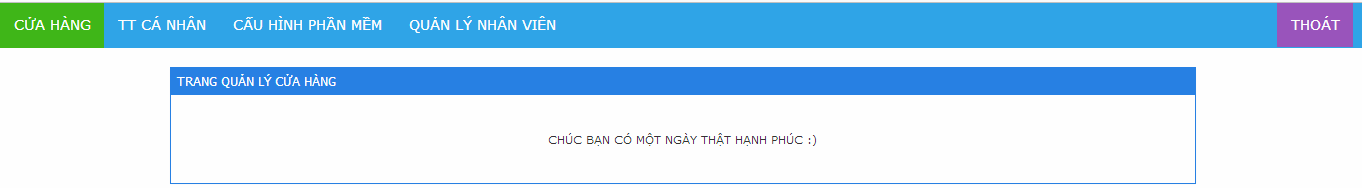 CỬA HÀNG TT CÁ NHÂN CẤU HÌNH PHẦN MỀM QUẢN LÝ NHÂN VIÊN THOÁT
TRANG QUẢN LÝ CỬA HÀNG
CHÚC BẠN CÓ MỘT NGÀY THẬT HẠNH PHÚC :)